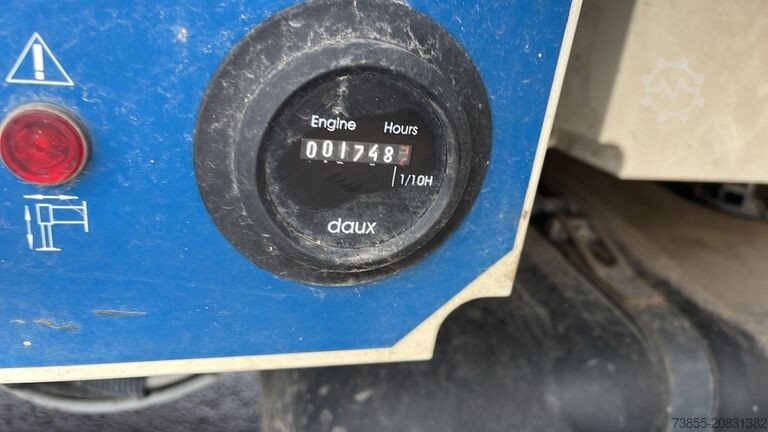 Engine Hours
001748
1/10H
daux
73855-20831382